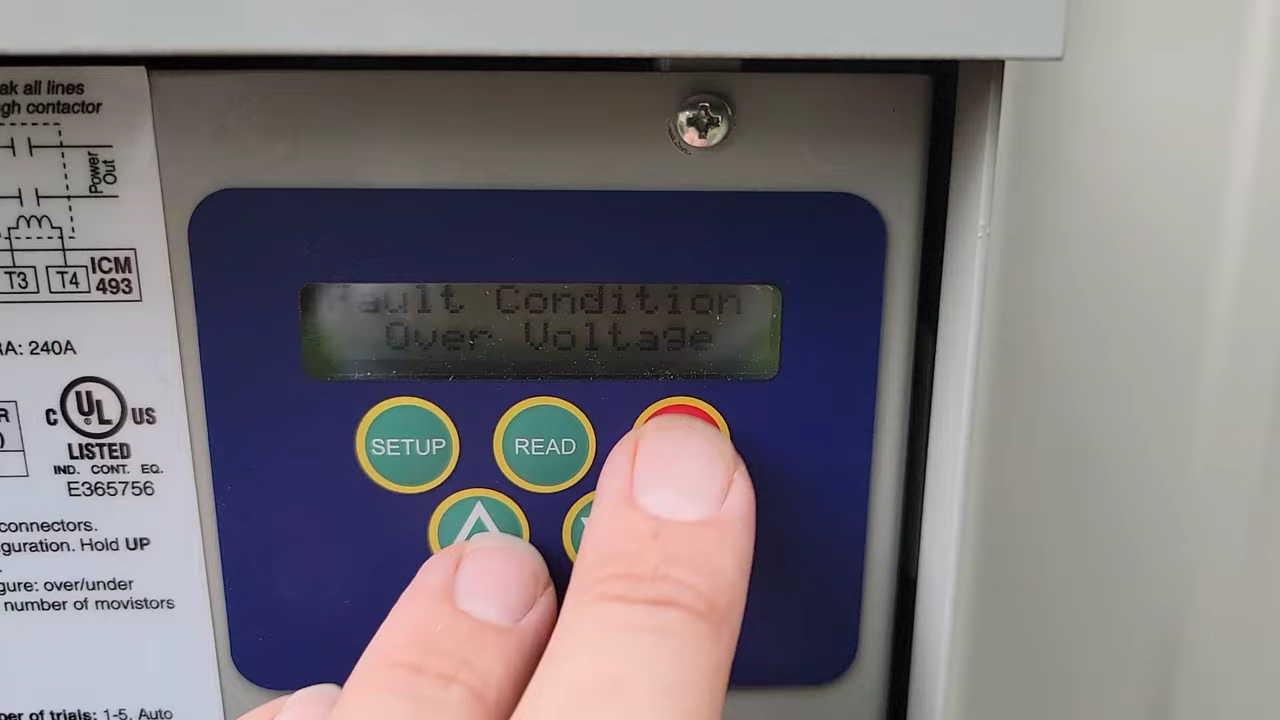 ak all lines
gh contactor
Power
Out
T3 T4 ICM
493
RA: 240A
C UL US
®
LISTED
IND. CONT. EQ.
E365756
R
)
connectors.
guration. Hold UP
gure: over/under
number of movistors
er of trials: 1-5, Auto
Fault Condition
Over Voltage
SETUP
READ